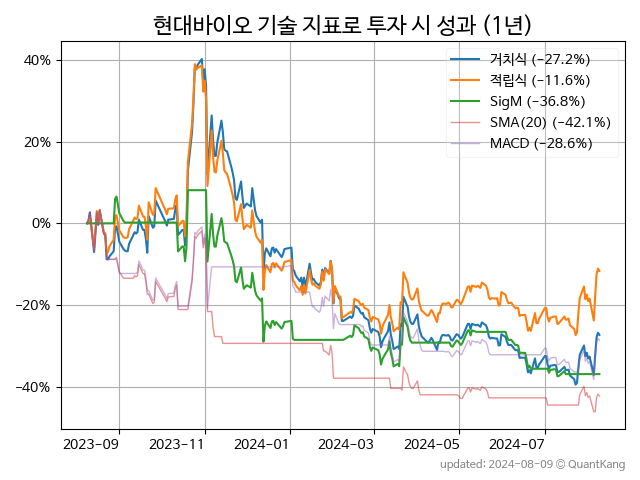 현대바이오 기술 지표로 투자 시 성과 (1년)
거치식 (−27.2%)
적립식 (−11.6%)
SigM (−36.8%)
SMA(20) (−42.1%)
MACD (−28.6%)
40%
20%
0%
−20%
−40%
2023-09
2023-11
2024-01
2024-03
2024-05
2024-07
updated: 2024-08-09 © QuantKang